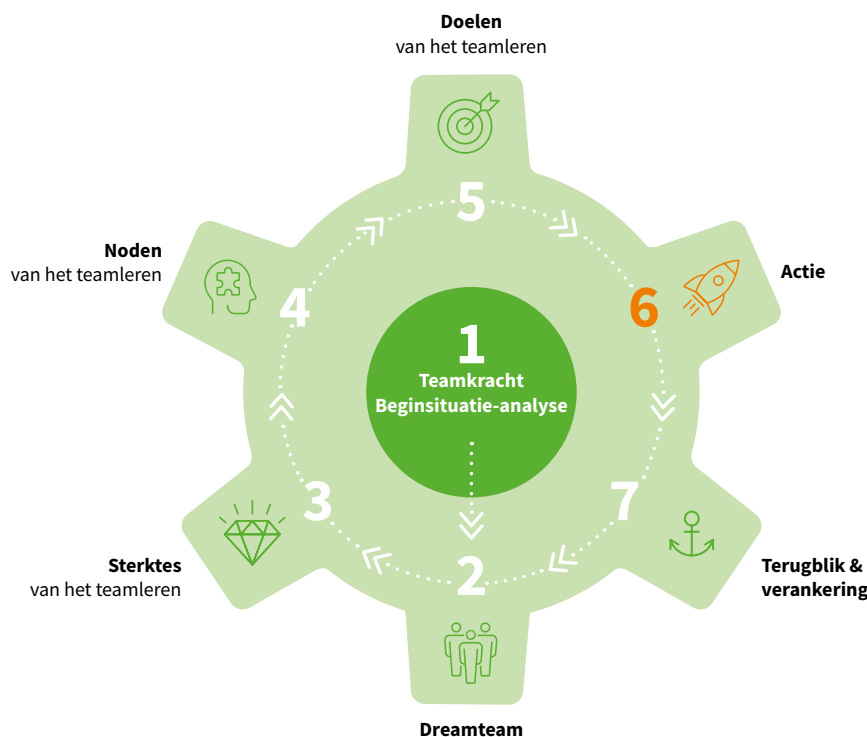 Doelen
van het teamleren
5
Noden
van het teamleren
4
6
Actie
1
Teamkracht
Beginsituatie-analyse
3
7
Sterktes
van het teamleren
2
Terugblik &
verankering
Dreamteam